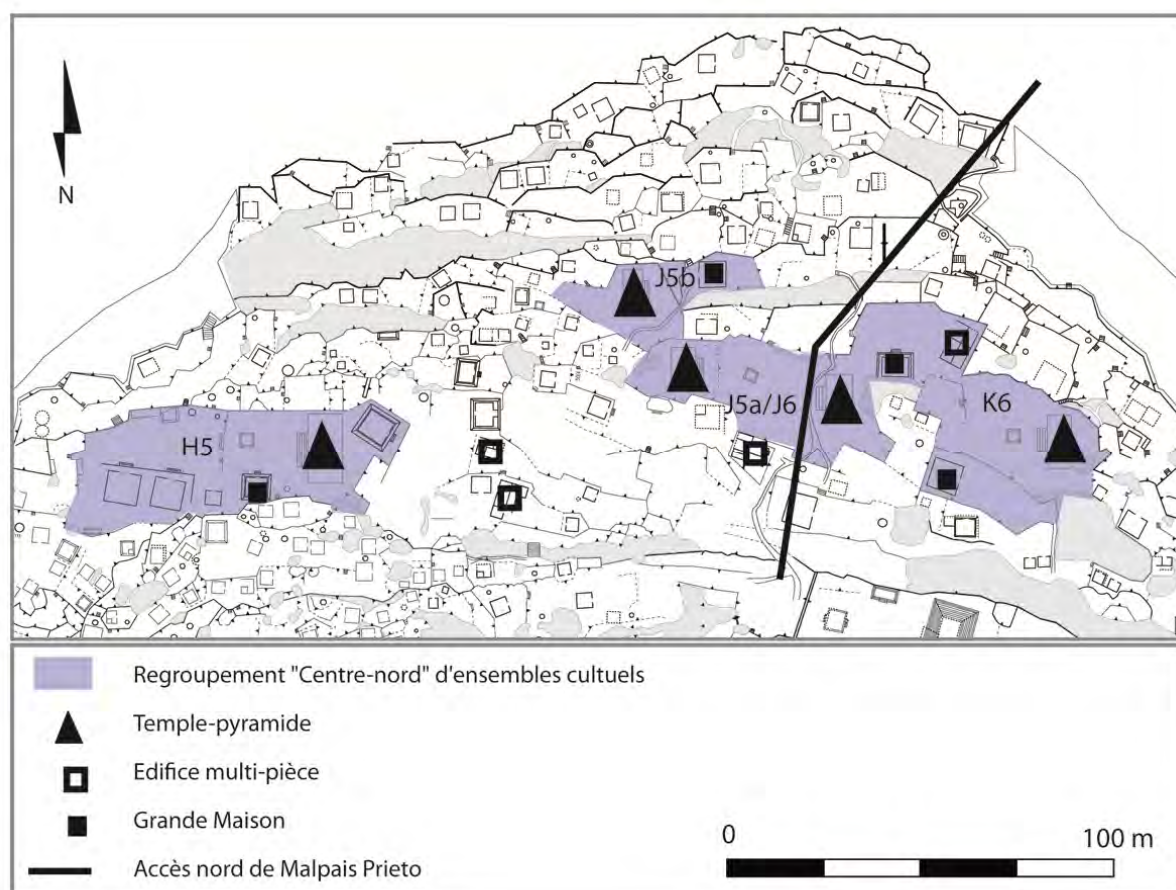 N
J5b
J5a/J6
K6
H5
Regroupement "Centre-nord" d'ensembles cultuels
Temple-pyramide
Edifice multi-pièce
Grande Maison
Accès nord de Malpais Prieto
0
100 m